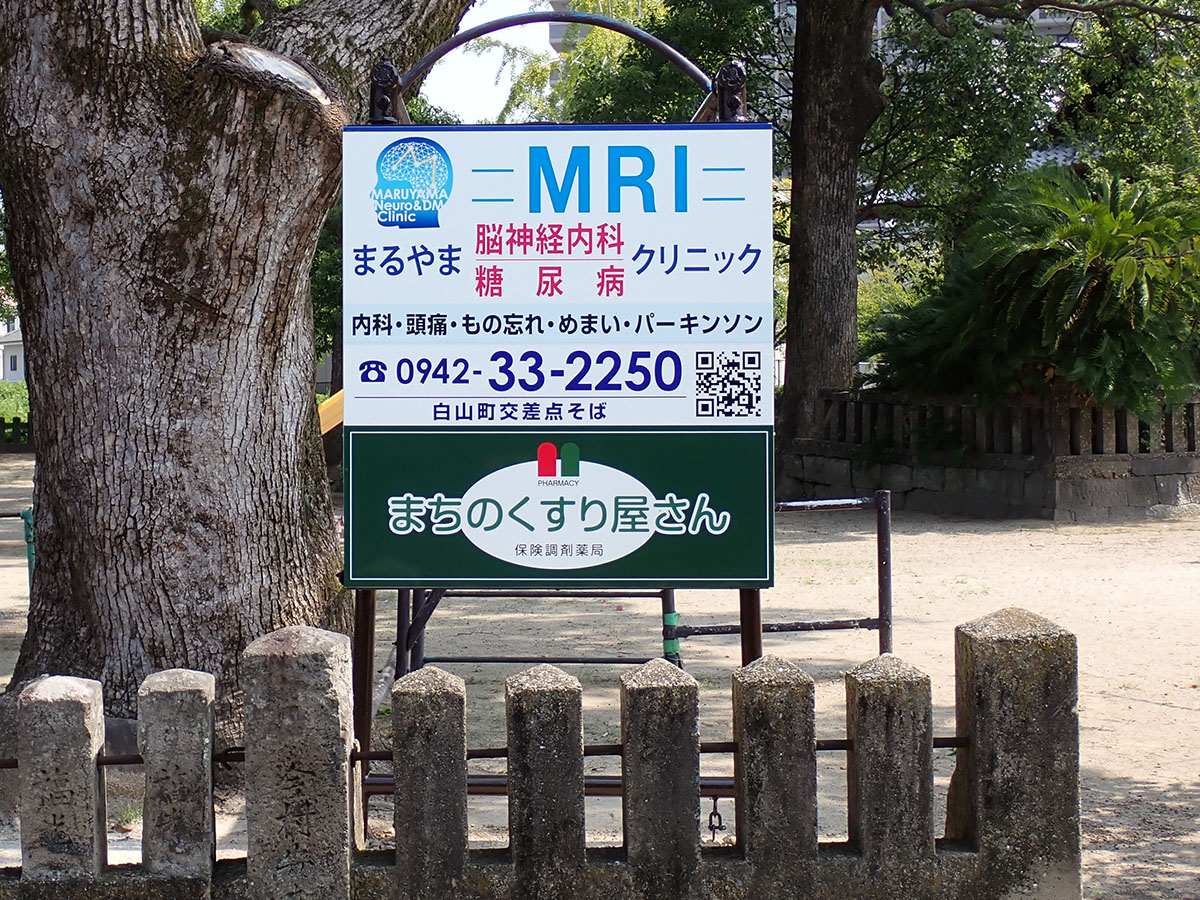 MARUYAMA
Neuro&DM
Clinic
MRI
まるやま 脳神経内科 クリニック
糖尿病
内科・頭痛・もの忘れ・めまい・パーキンソン
☎ 0942-33-2250
白山町交差点そば
PHARMACY
まちのくすり屋さん
保険調剤薬局